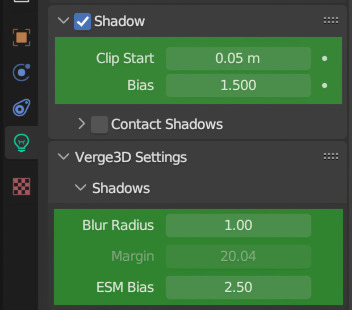 Shadow
Clip Start 0.05 m
Bias 1.500
Contact Shadows
Verge3D Settings
Shadows
Blur Radius 1.00
Margin 20.04
ESM Bias 2.50